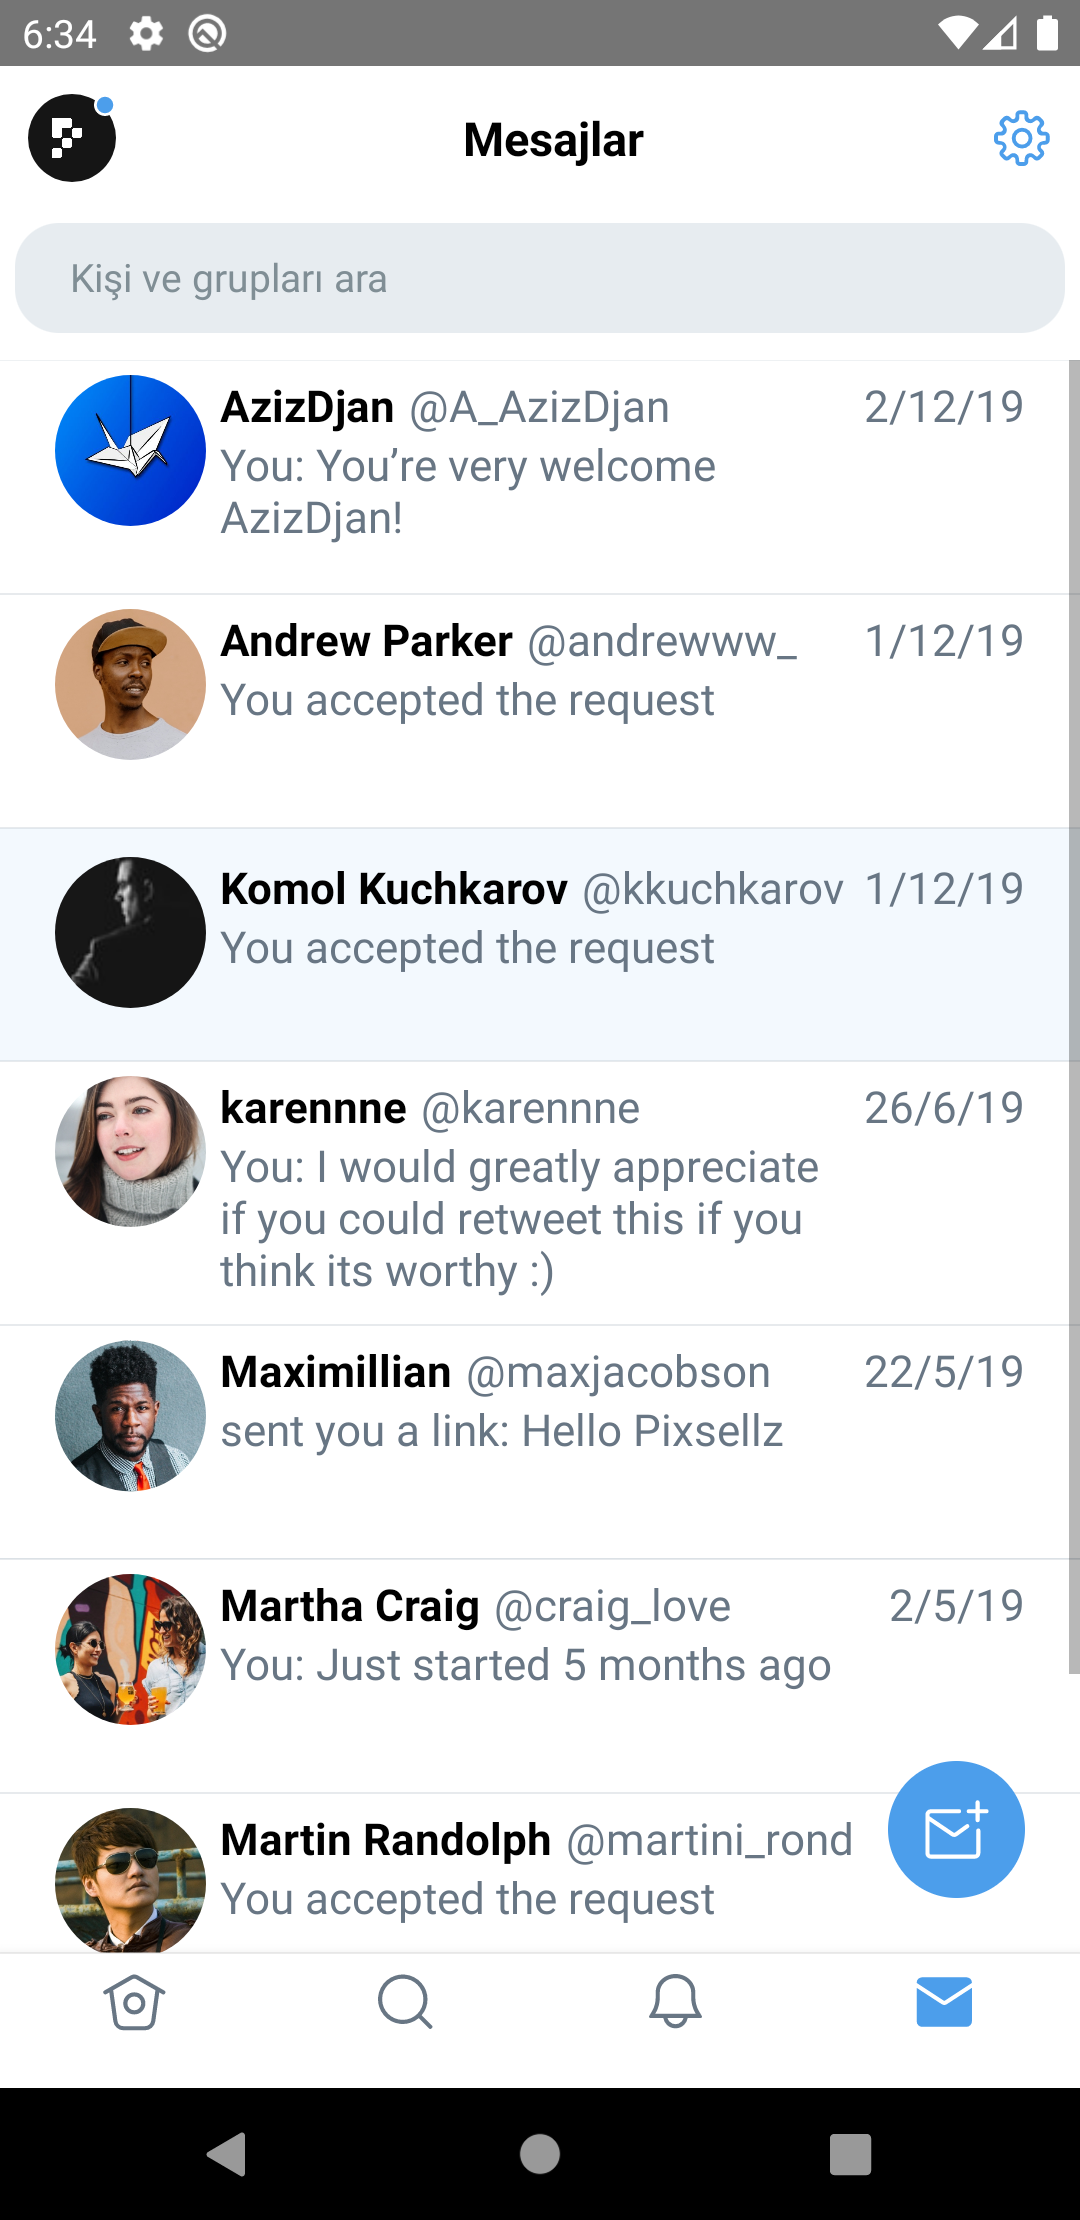 6:34
Mesajlar
Kişi ve grupları ara
AzizDjan @A_AzizDjan 2/12/19
You: You’re very welcome
AzizDjan!
Andrew Parker @andrewww_ 1/12/19
You accepted the request
Komol Kuchkarov @kkuchkarov 1/12/19
You accepted the request
karennne @karennne 26/6/19
You: I would greatly appreciate
if you could retweet this if you
think its worthy :)
Maximillian @maxjacobson 22/5/19
sent you a link: Hello Pixsellz
Martha Craig @craig_love 2/5/19
You: Just started 5 months ago
Martin Randolph @martini_rond
You accepted the request